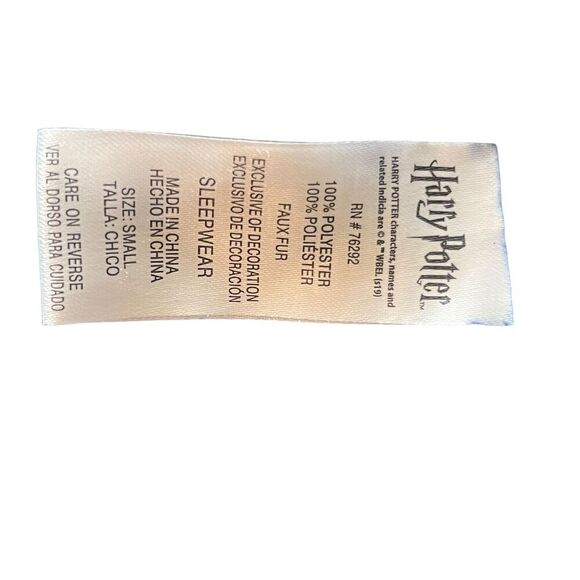 Harry Potter™
HARRY POTTER characters, names and
related indicia are © & ™ WBEI. (s19)
RN # 76292
100% POLYESTER
100% POLIÉSTER
FAUX FUR
EXCLUSIVE OF DECORATION
EXCLUSIVO DE DECORACIÓN
SLEEPWEAR
MADE IN CHINA
HECHO EN CHINA
SIZE: SMALL
TALLA: CHICO
CARE ON REVERSE
VER AL DORSO PARA CUIDADO